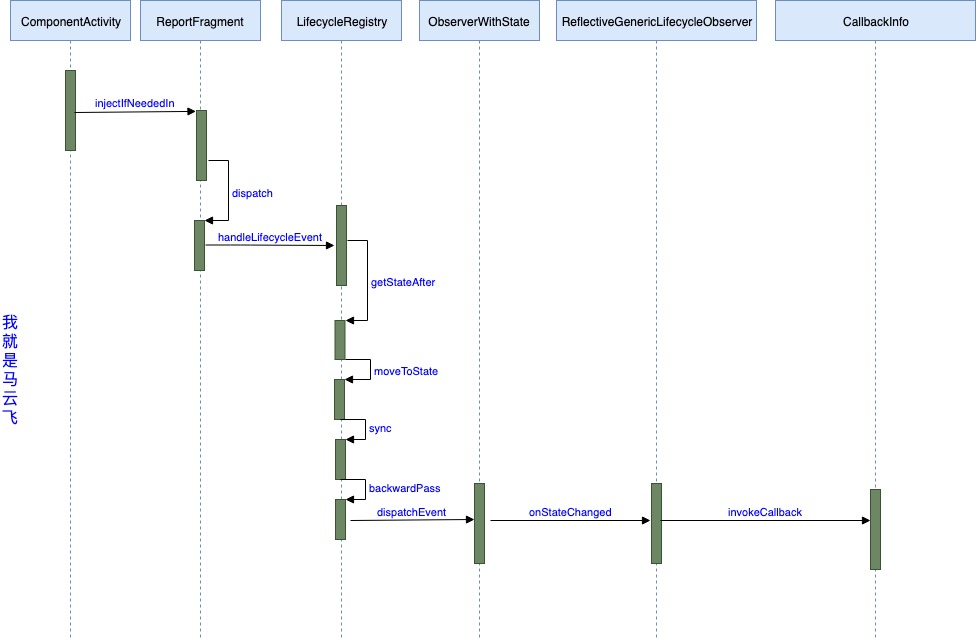 ComponentActivity
ReportFragment
LifecycleRegistry
ObserverWithState
ReflectiveGenericLifecycleObserver
CallbackInfo
injectIfNeededIn
dispatch
handleLifecycleEvent
getStateAfter
我就是马云飞
moveToState
sync
backwardPass
dispatchEvent
onStateChanged
invokeCallback